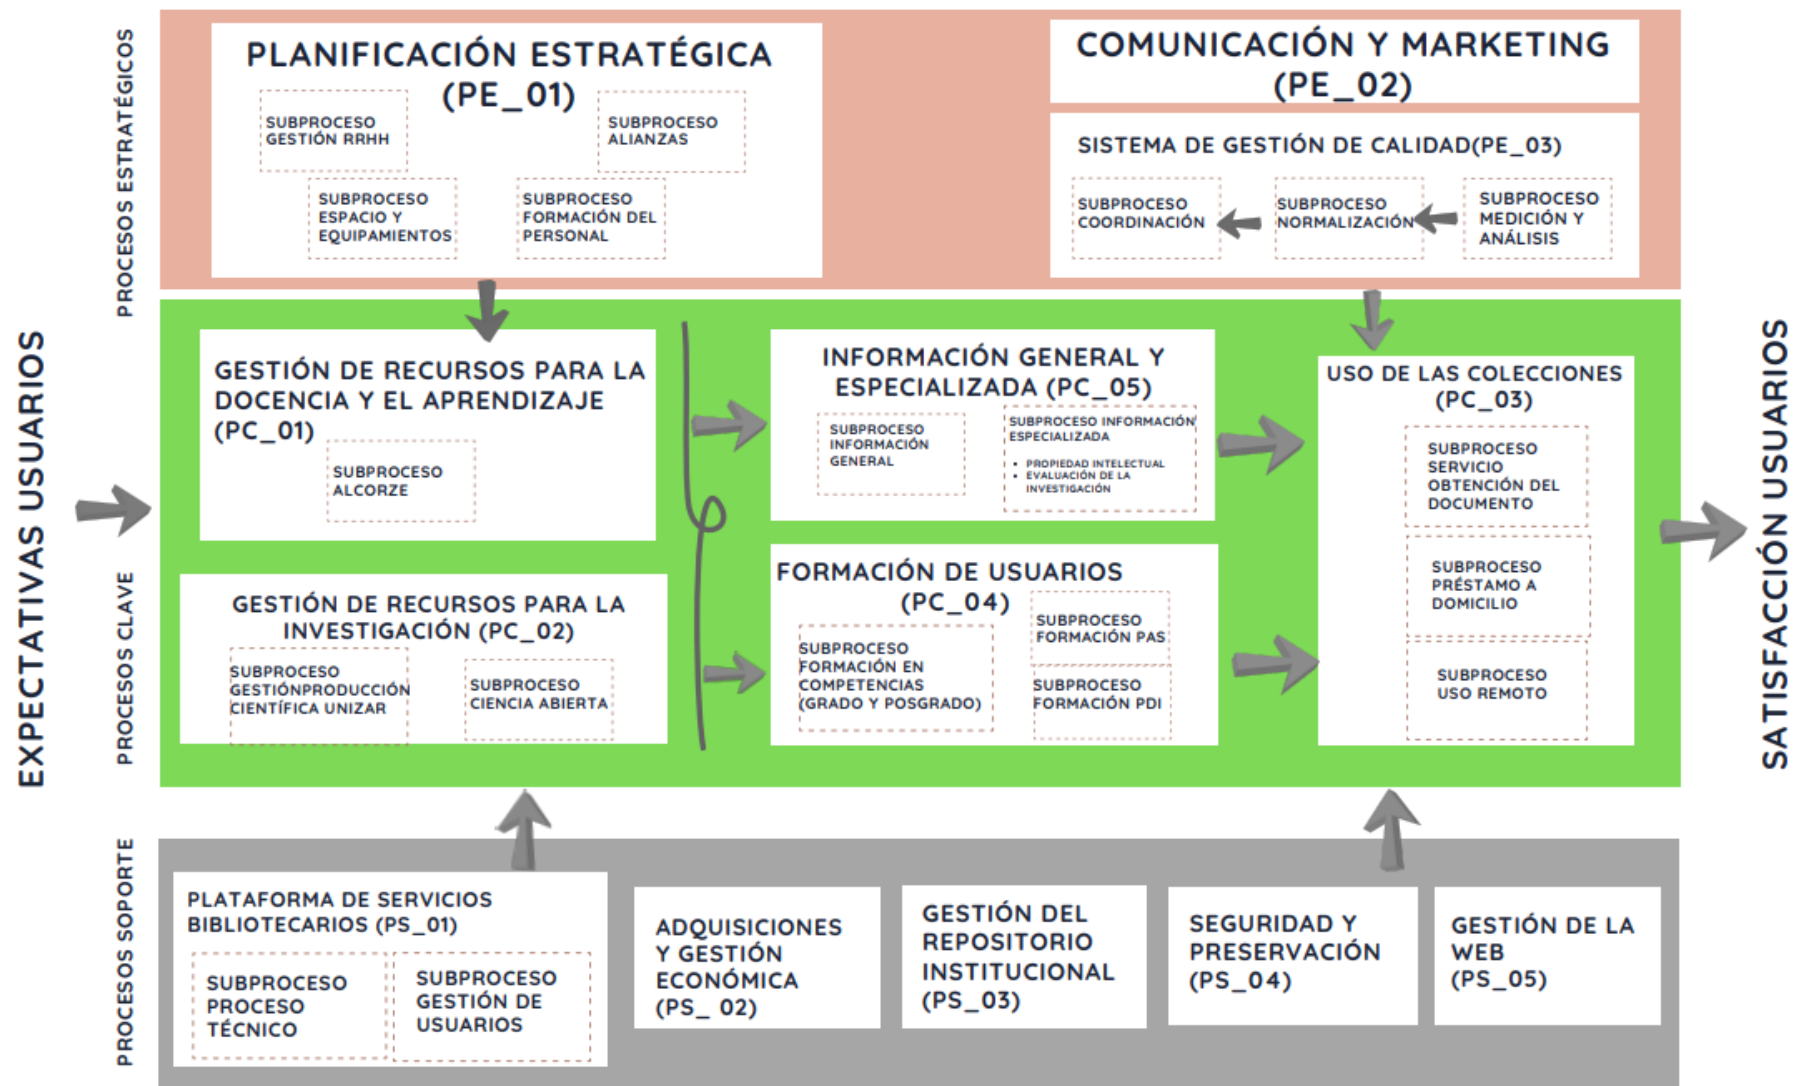 EXPECTATIVAS USUARIOS
PROCESOS ESTRATÉGICOS
PLANIFICACIÓN ESTRATÉGICA
(PE_01)
SUBPROCESO
GESTIÓN RRHH
SUBPROCESO
ALIANZAS
SUBPROCESO
ESPACIO Y
EQUIPAMIENTOS
SUBPROCESO
FORMACIÓN DEL
PERSONAL
COMUNICACIÓN Y MARKETING
(PE_02)
SISTEMA DE GESTIÓN DE CALIDAD(PE_03)
SUBPROCESO
COORDINACIÓN
SUBPROCESO
NORMALIZACIÓN
SUBPROCESO
MEDICIÓN Y
ANÁLISIS
PROCESOS CLAVE
GESTIÓN DE RECURSOS PARA LA
DOCENCIA Y EL APRENDIZAJE
(PC_01)
SUBPROCESO
ALCORZE
GESTIÓN DE RECURSOS PARA LA
INVESTIGACIÓN (PC_02)
SUBPROCESO
GESTIÓNPRODUCCIÓN
CIENTÍFICA UNIZAR
SUBPROCESO
CIENCIA ABIERTA
INFORMACIÓN GENERAL Y
ESPECIALIZADA (PC_05)
SUBPROCESO
INFORMACIÓN
GENERAL
SUBPROCESO INFORMACIÓN
ESPECIALIZADA
• PROPIEDAD INTELECTUAL
• EVALUACIÓN DE LA
INVESTIGACIÓN
FORMACIÓN DE USUARIOS
(PC_04)
SUBPROCESO
FORMACIÓN EN
COMPETENCIAS
(GRADO Y POSGRADO)
SUBPROCESO
FORMACIÓN PAS
SUBPROCESO
FORMACIÓN PDI
USO DE LAS COLECCIONES
(PC_03)
SUBPROCESO
SERVICIO
OBTENCIÓN DEL
DOCUMENTO
SUBPROCESO
PRÉSTAMO A
DOMICILIO
SUBPROCESO
USO REMOTO
SATISFACCIÓN USUARIOS
PROCESOS SOPORTE
PLATAFORMA DE SERVICIOS
BIBLIOTECARIOS (PS_01)
SUBPROCESO
PROCESO
TÉCNICO
SUBPROCESO
GESTIÓN DE
USUARIOS
ADQUISICIONES
Y GESTIÓN
ECONÓMICA
(PS_ 02)
GESTIÓN DEL
REPOSITORIO
INSTITUCIONAL
(PS_03)
SEGURIDAD Y
PRESERVACIÓN
(PS_04)
GESTIÓN DE LA
WEB
(PS_05)